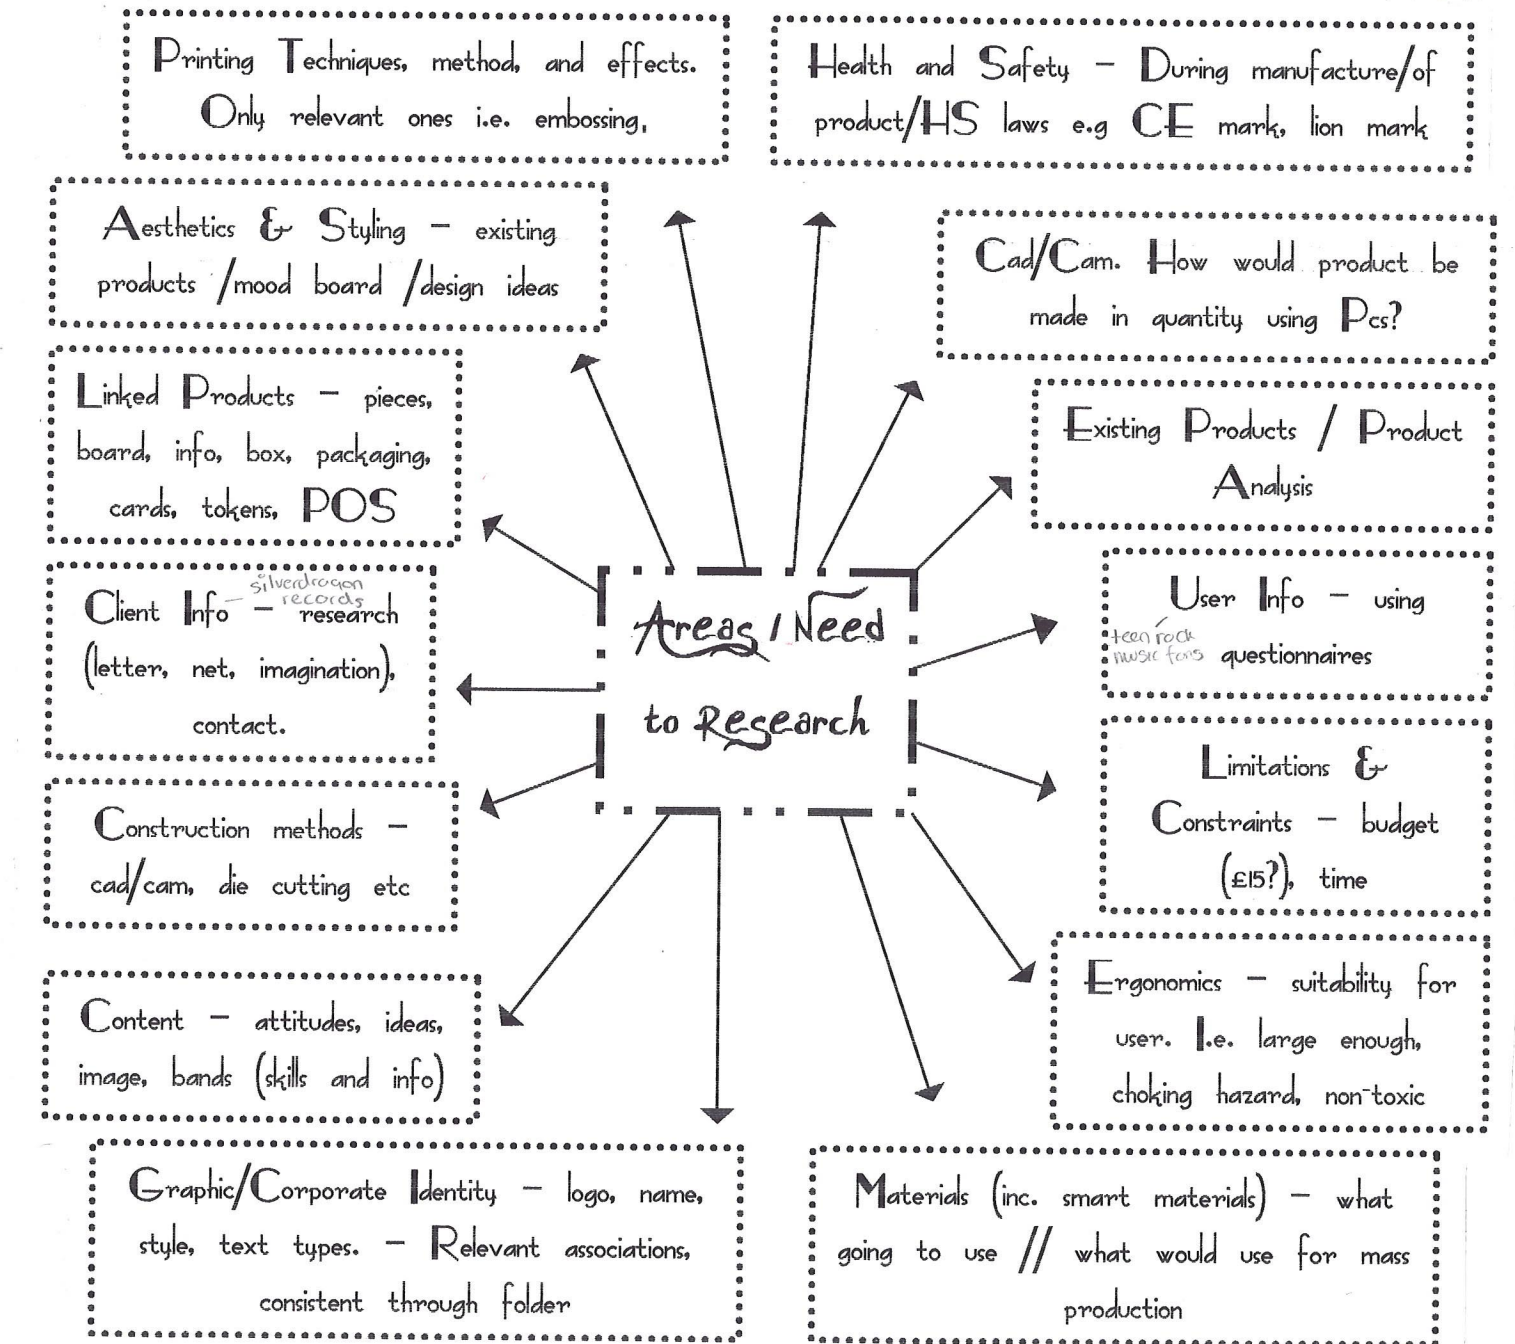 Printing Techniques, method, and effects.
Only relevant ones i.e. embossing,
Health and Safety – During manufacture/of
product/HS laws e.g CE mark, lion mark
Aesthetics & Styling – existing
products /mood board /design ideas
Cad/Cam. How would product be
made in quantity using Pcs?
Linked Products – pieces,
board, info, box, packaging,
cards, tokens, POS
Existing Products / Product
Analysis
silverdragon
records
Client Info – research
(letter, net, imagination),
contact.
Areas I Need
to Research
User Info – using
teen rock
music fans
questionnaires
Limitations &
Constraints – budget
(£15?), time
Construction methods –
cad/cam, die cutting etc
Ergonomics – suitability for
user. I.e. large enough,
choking hazard, non-toxic
Content – attitudes, ideas,
image, bands (skills and info)
Graphic/Corporate Identity – logo, name,
style, text types. – Relevant associations,
consistent through folder
Materials (inc. smart materials) – what
going to use // what would use for mass
production